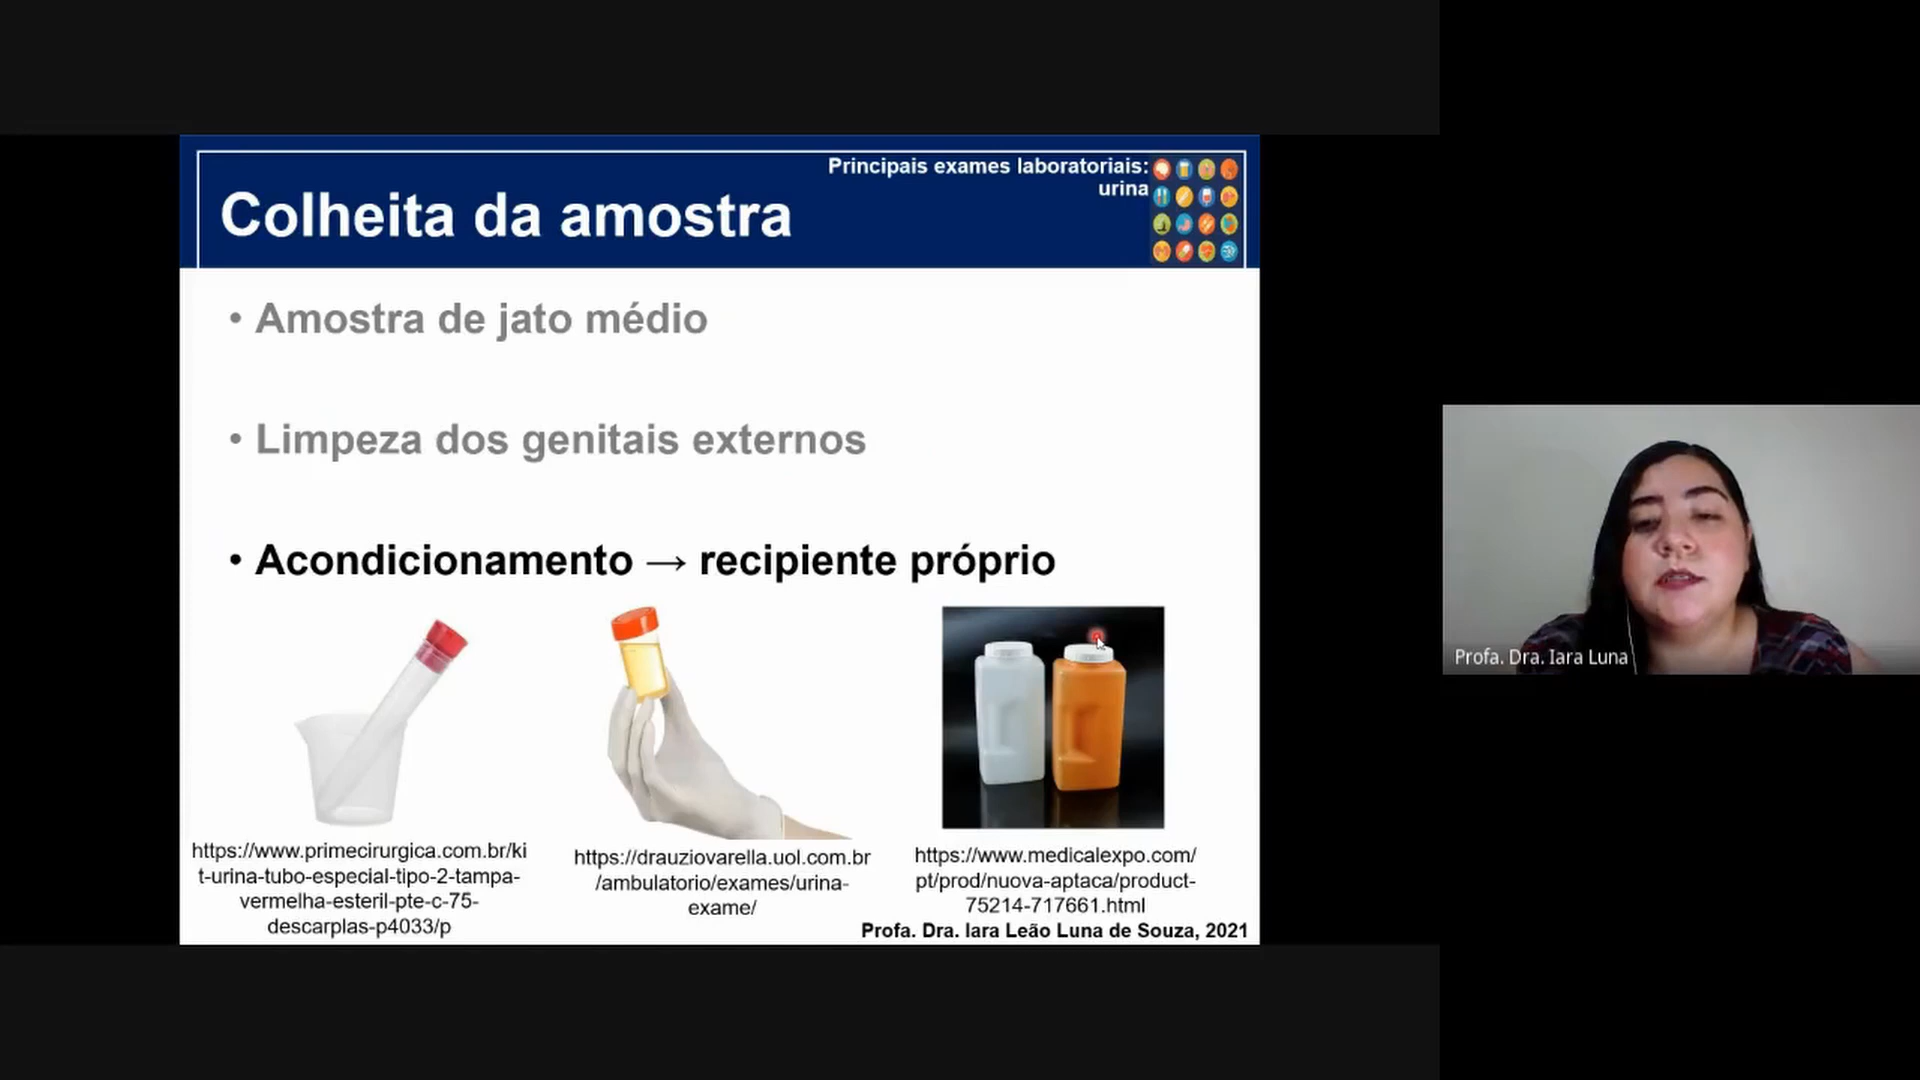 Principais exames laboratoriais:
urina
Colheita da amostra
• Amostra de jato médio
• Limpeza dos genitais externos
• Acondicionamento → recipiente próprio
https://www.primecirurgica.com.br/ki
t-urina-tubo-especial-tipo-2-tampa-
vermelha-esteril-pte-c-75-
descarplas-p4033/p
https://drauziovarella.uol.com.br
/ambulatorio/exames/urina-
exame/
https://www.medicalexpo.com/
pt/prod/nuova-aptaca/product-
75214-717661.html
Profa. Dra. Iara Leão Luna de Souza, 2021
Profa. Dra. Iara Luna